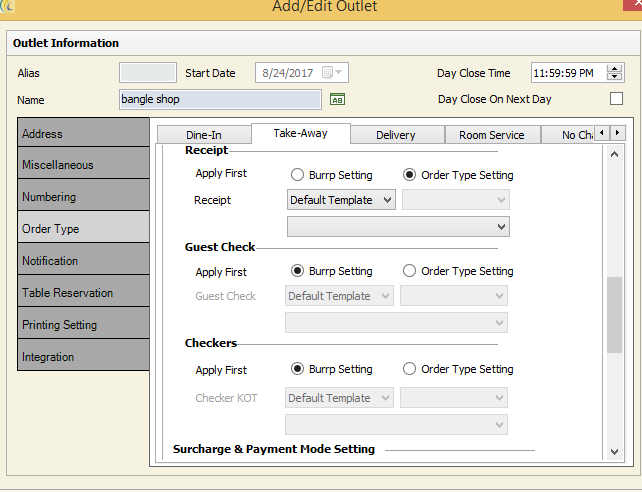 Add/Edit Outlet
Outlet Information
Alias Start Date 8/24/2017 Day Close Time 11:59:59 PM
Name bangle shop AB Day Close On Next Day
Address
Miscellaneous
Numbering
Order Type
Notification
Table Reservation
Printing Setting
Integration
Dine-In Take-Away Delivery Room Service No Cha
Receipt
Apply First Burrp Setting Order Type Setting
Receipt Default Template
Guest Check
Apply First Burrp Setting Order Type Setting
Guest Check Default Template
Checkers
Apply First Burrp Setting Order Type Setting
Checker KOT Default Template
Surcharge & Payment Mode Setting